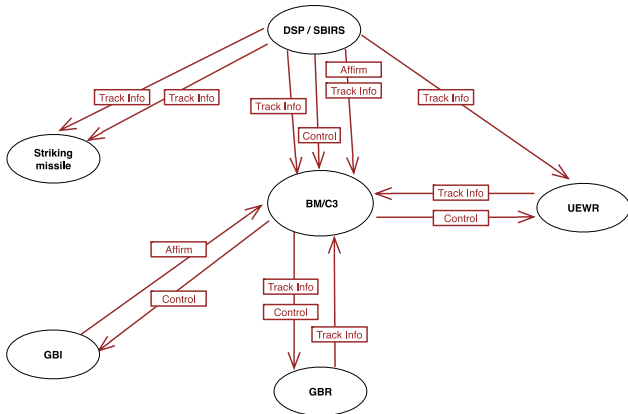 DSP / SBIRS
Affirm
Track Info
Track Info
Track Info
Track Info
Track Info
Control
Striking
missile
BM/C3
Track Info
UEWR
Control
Affirm
Track Info
Control
Control
Track Info
GBI
GBR